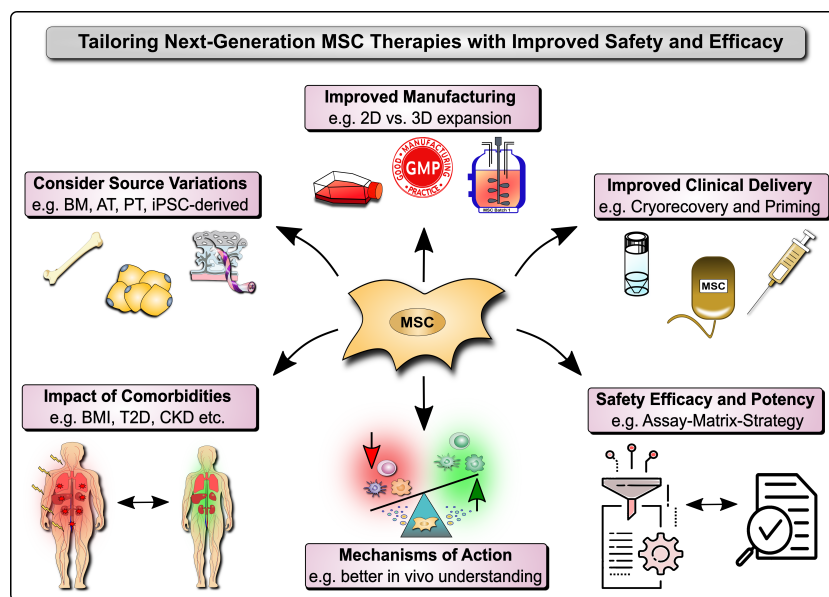 Tailoring Next-Generation MSC Therapies with Improved Safety and Efficacy
Improved Manufacturing
e.g. 2D vs. 3D expansion
GOOD • MANUFACTURING • PRACTICE
GMP
MSC Batch 1
Consider Source Variations
e.g. BM, AT, PT, iPSC-derived
Improved Clinical Delivery
e.g. Cryorecovery and Priming
MSC
MSC
Impact of Comorbidities
e.g. BMI, T2D, CKD etc.
Safety Efficacy and Potency
e.g. Assay-Matrix-Strategy
Mechanisms of Action
e.g. better in vivo understanding